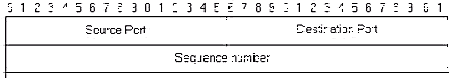 0 1 2 3 4 5 6 7 8 9 0 1 2 3 4 5 6 7 8 9 0 1 2 3 4 5 6 7 8 9 0 1
Source Port Destination Port
Sequence number